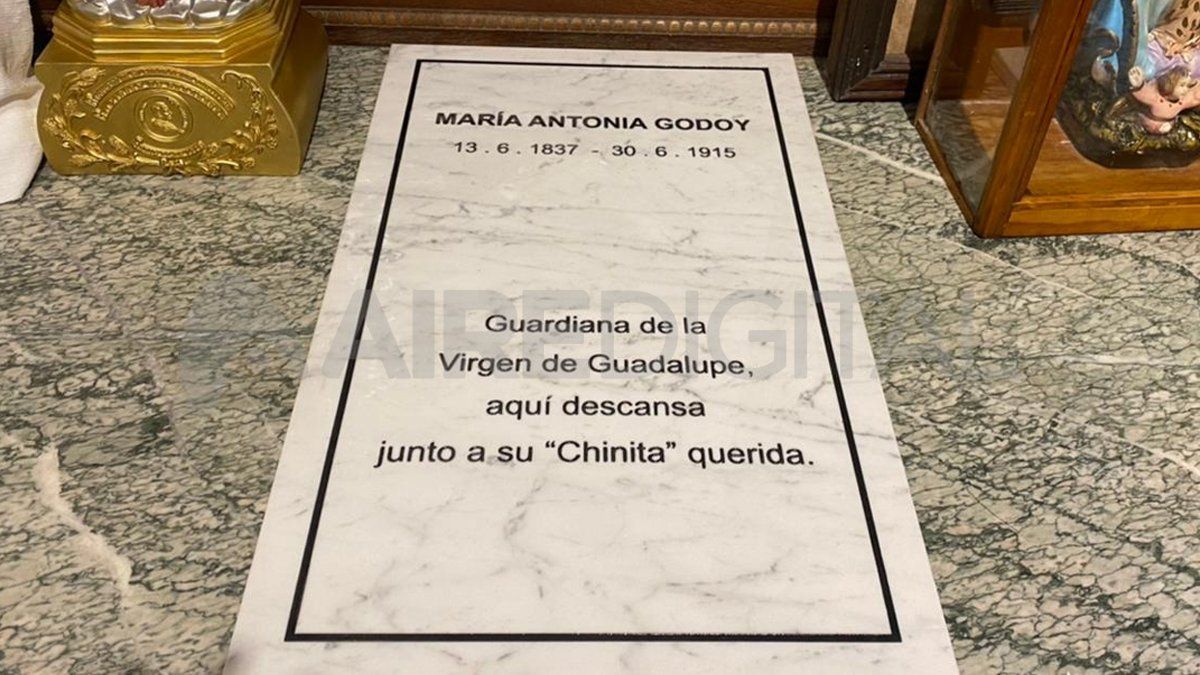 MARÍA ANTONIA GODOY
13 . 6 . 1837 - 30 . 6 . 1915
Guardiana de la
Virgen de Guadalupe,
aquí descansa
junto a su “Chinita” querida.
AIREDIGITAL